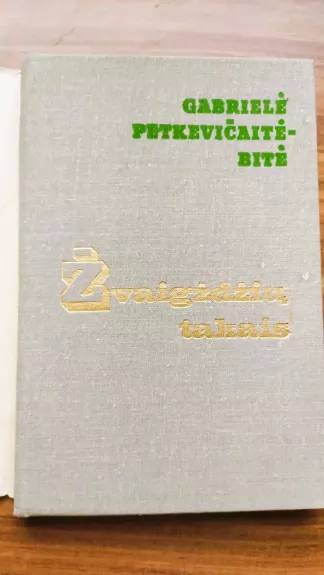 GABRIELĖ
PETKEVIČAITĖ-
BITĖ
Žvaigždžių
takais